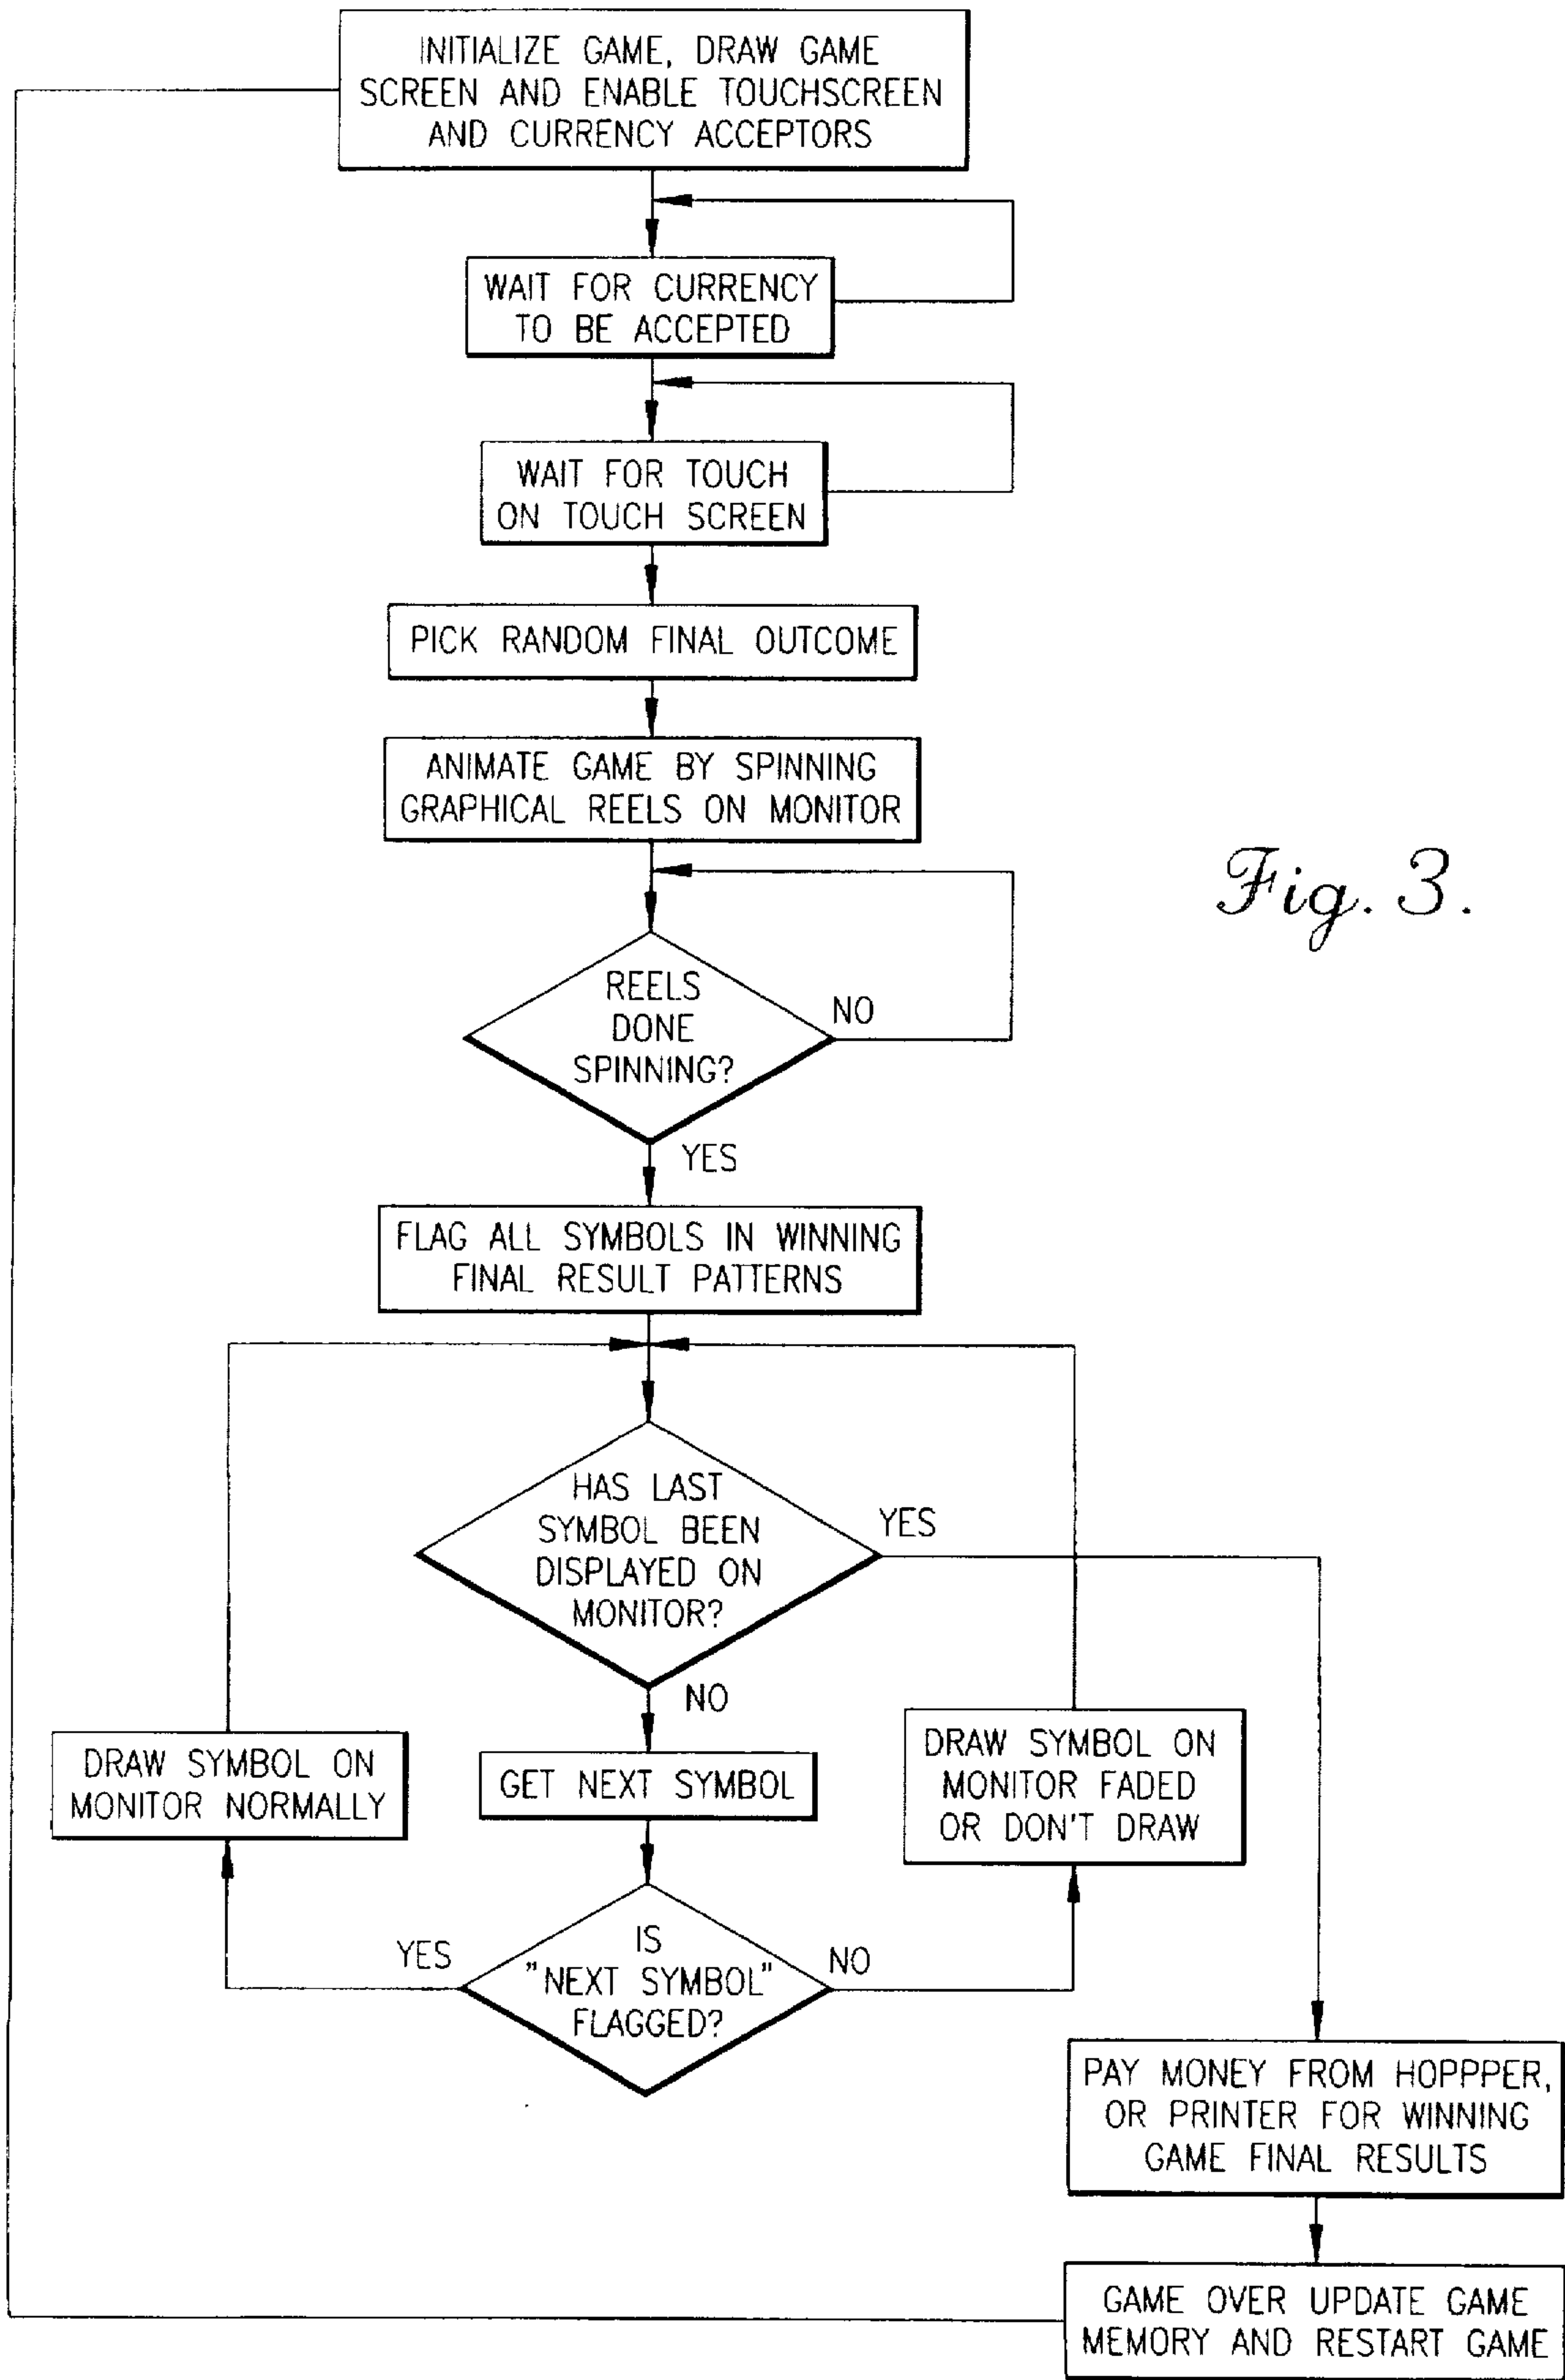 INITIALIZE GAME, DRAW GAME
SCREEN AND ENABLE TOUCHSCREEN
AND CURRENCY ACCEPTORS
WAIT FOR CURRENCY
TO BE ACCEPTED
WAIT FOR TOUCH
ON TOUCH SCREEN
PICK RANDOM FINAL OUTCOME
ANIMATE GAME BY SPINNING
GRAPHICAL REELS ON MONITOR
Fig. 3.
REELS
DONE
SPINNING?
NO
YES
FLAG ALL SYMBOLS IN WINNING
FINAL RESULT PATTERNS
HAS LAST
SYMBOL BEEN
DISPLAYED ON
MONITOR?
YES
NO
DRAW SYMBOL ON
MONITOR NORMALLY
GET NEXT SYMBOL
DRAW SYMBOL ON
MONITOR FADED
OR DON'T DRAW
IS
"NEXT SYMBOL"
FLAGGED?
YES
NO
PAY MONEY FROM HOPPPER,
OR PRINTER FOR WINNING
GAME FINAL RESULTS
GAME OVER UPDATE GAME
MEMORY AND RESTART GAME